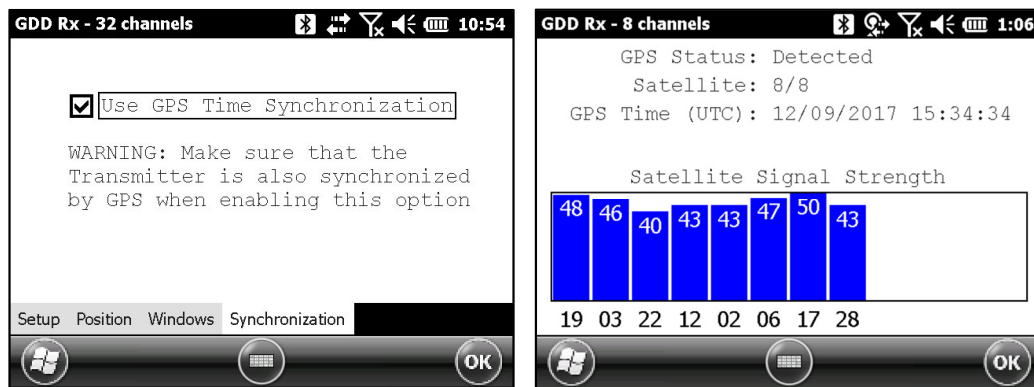 GDD Rx - 32 channels 10:54
Use GPS Time Synchronization
WARNING: Make sure that the
Transmitter is also synchronized
by GPS when enabling this option
Setup Position Windows Synchronization
OK
GDD Rx - 8 channels 1:06
GPS Status: Detected
Satellite: 8/8
GPS Time (UTC): 12/09/2017 15:34:34
Satellite Signal Strength
48 46 40 43 43 47 50 43
19 03 22 12 02 06 17 28
OK